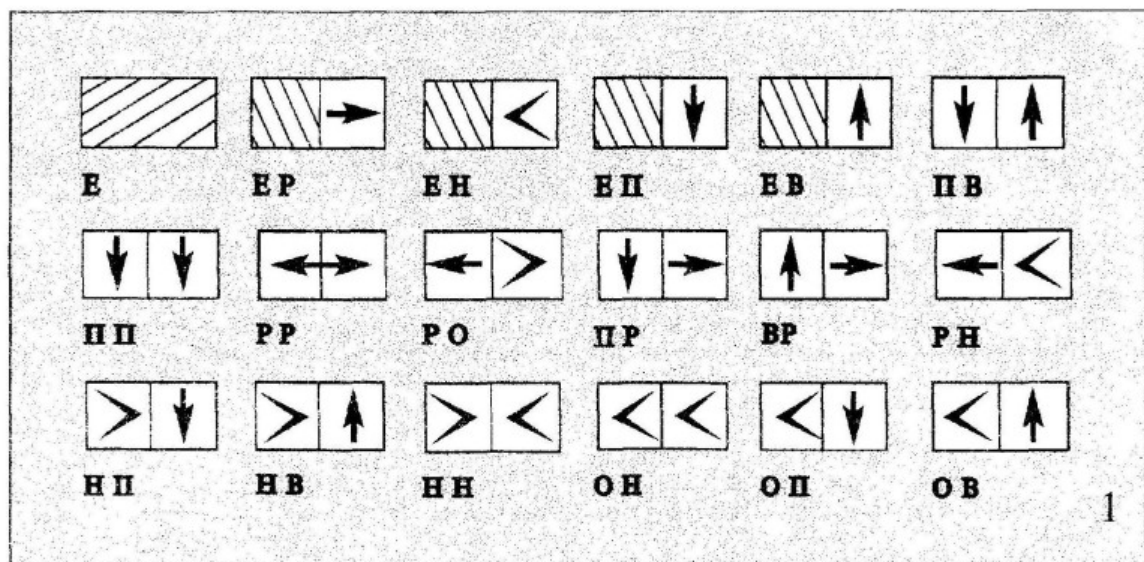 Е ЕР ЕН ЕП ЕВ ПВ
ПП РР РО ПР ВР РН
НП НВ НН ОН ОП ОВ
1